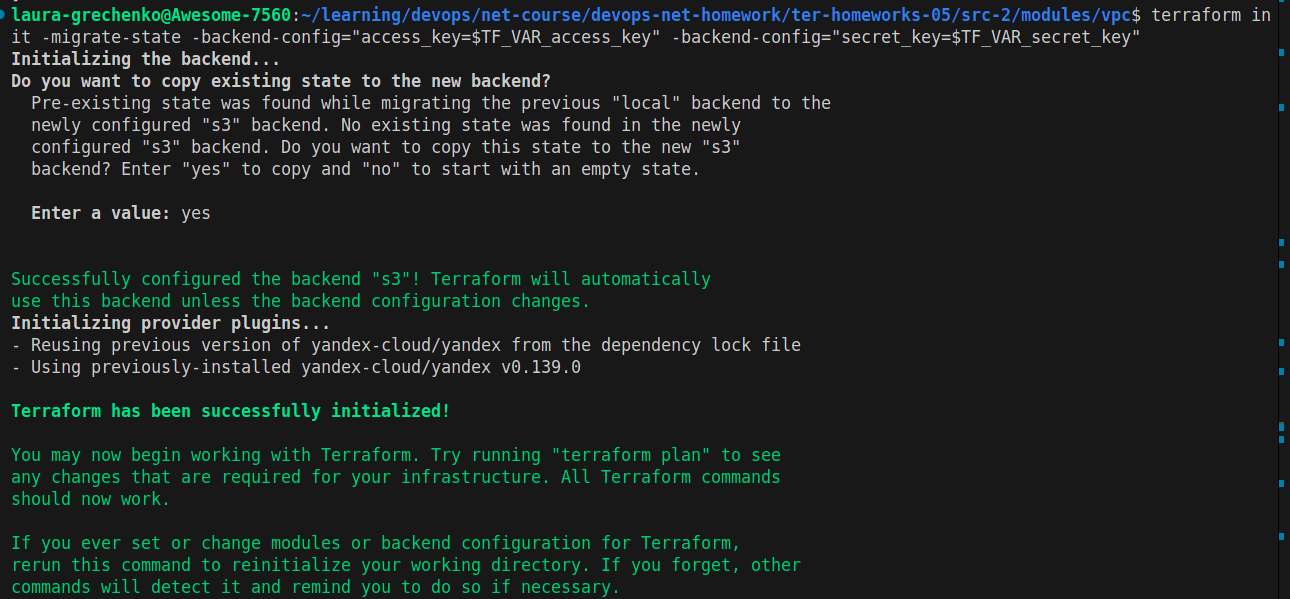 laura-grechenko@Awesome-7560:~/learning/devops/net-course/devops-net-homework/ter-homeworks-05/src-2/modules/vpc$ terraform in
it -migrate-state -backend-config="access_key=$TF_VAR_access_key" -backend-config="secret_key=$TF_VAR_secret_key"
Initializing the backend...
Do you want to copy existing state to the new backend?
  Pre-existing state was found while migrating the previous "local" backend to the
  newly configured "s3" backend. No existing state was found in the newly
  configured "s3" backend. Do you want to copy this state to the new "s3"
  backend? Enter "yes" to copy and "no" to start with an empty state.

  Enter a value: yes


Successfully configured the backend "s3"! Terraform will automatically
use this backend unless the backend configuration changes.
Initializing provider plugins...
- Reusing previous version of yandex-cloud/yandex from the dependency lock file
- Using previously-installed yandex-cloud/yandex v0.139.0

Terraform has been successfully initialized!

You may now begin working with Terraform. Try running "terraform plan" to see
any changes that are required for your infrastructure. All Terraform commands
should now work.

If you ever set or change modules or backend configuration for Terraform,
rerun this command to reinitialize your working directory. If you forget, other
commands will detect it and remind you to do so if necessary.